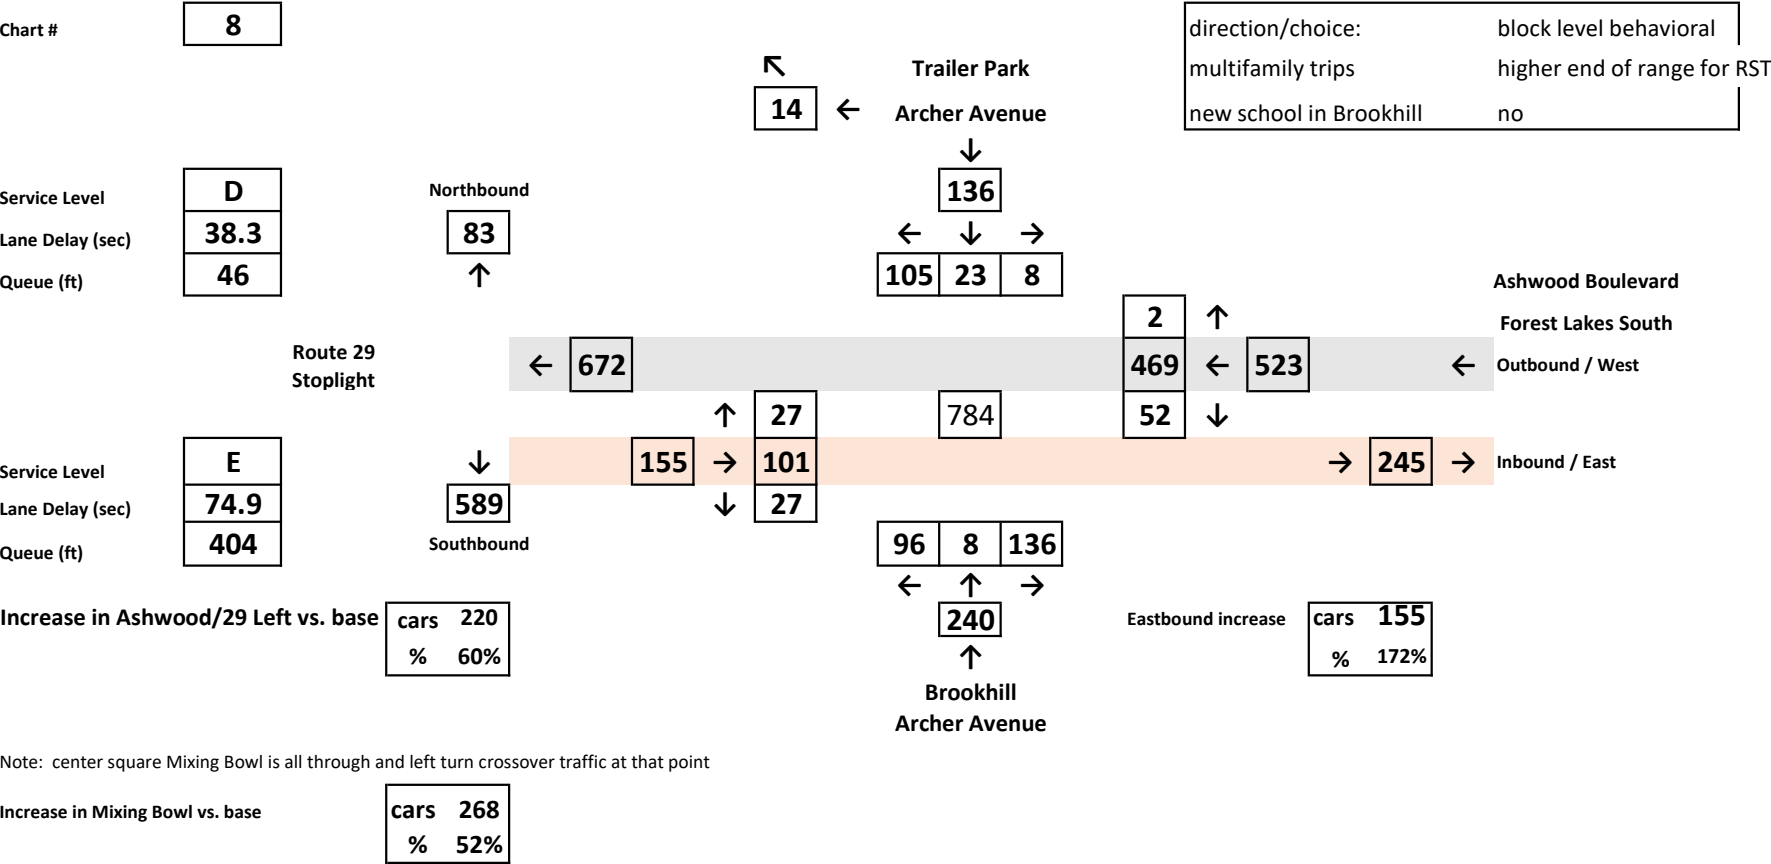 Chart # 8
direction/choice: block level behavioral
multifamily trips higher end of range for RST
new school in Brookhill no
↖ Trailer Park
14 ← Archer Avenue
↓
Service Level D
Northbound
136
Lane Delay (sec) 38.3
83
← ↓ →
Queue (ft) 46
↑
105 23 8
Ashwood Boulevard
2 ↑
Forest Lakes South
Route 29
Stoplight
← 672
469 ← 523
← Outbound / West
↑ 27
784
52 ↓
Service Level E
↓
155 → 101
→ 245 → Inbound / East
Lane Delay (sec) 74.9
589
↓ 27
Queue (ft) 404
Southbound
96 8 136
← ↑ →
Increase in Ashwood/29 Left vs. base cars 220
% 60%
240
Eastbound increase cars 155
% 172%
↑
Brookhill
Archer Avenue
Note: center square Mixing Bowl is all through and left turn crossover traffic at that point
Increase in Mixing Bowl vs. base cars 268
% 52%